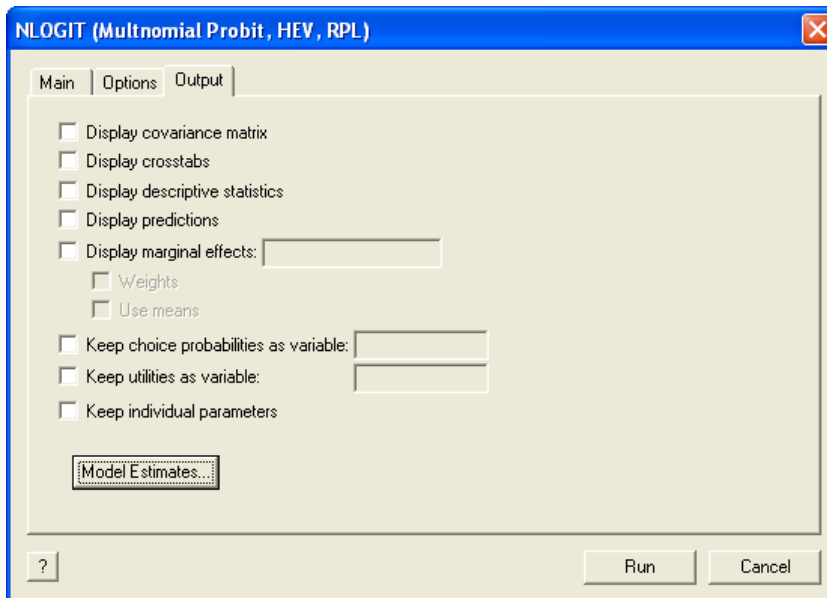 NLOGIT (Multnomial Probit, HEV, RPL)
Main Options Output
Display covariance matrix
Display crosstabs
Display descriptive statistics
Display predictions
Display marginal effects:
Weights
Use means
Keep choice probabilities as variable:
Keep utilities as variable:
Keep individual parameters
Model Estimates...
? Run Cancel